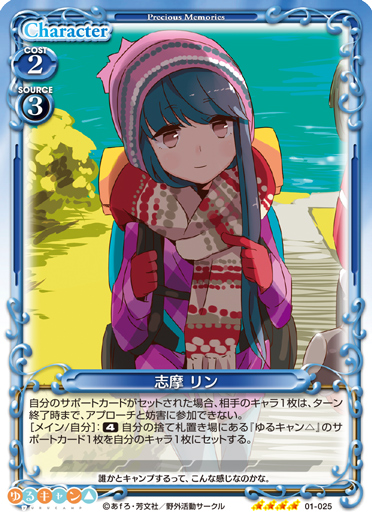 Precious Memories
Character
COST
2
SOURCE
3
志摩 リン
自分のサポートカードがセットされた場合、相手のキャラ1枚は、ターン
終了時まで、アプローチと妨害に参加できない。
[メイン/自分]:4 自分の捨て札置き場にある『ゆるキャン△』のサ
ポートカード1枚を自分のキャラ1枚にセットする。
誰かとキャンプするって、こんな感じなのかな。
ゆるキャン△
©あfろ・芳文社/野外活動サークル
★★★★ 01-025